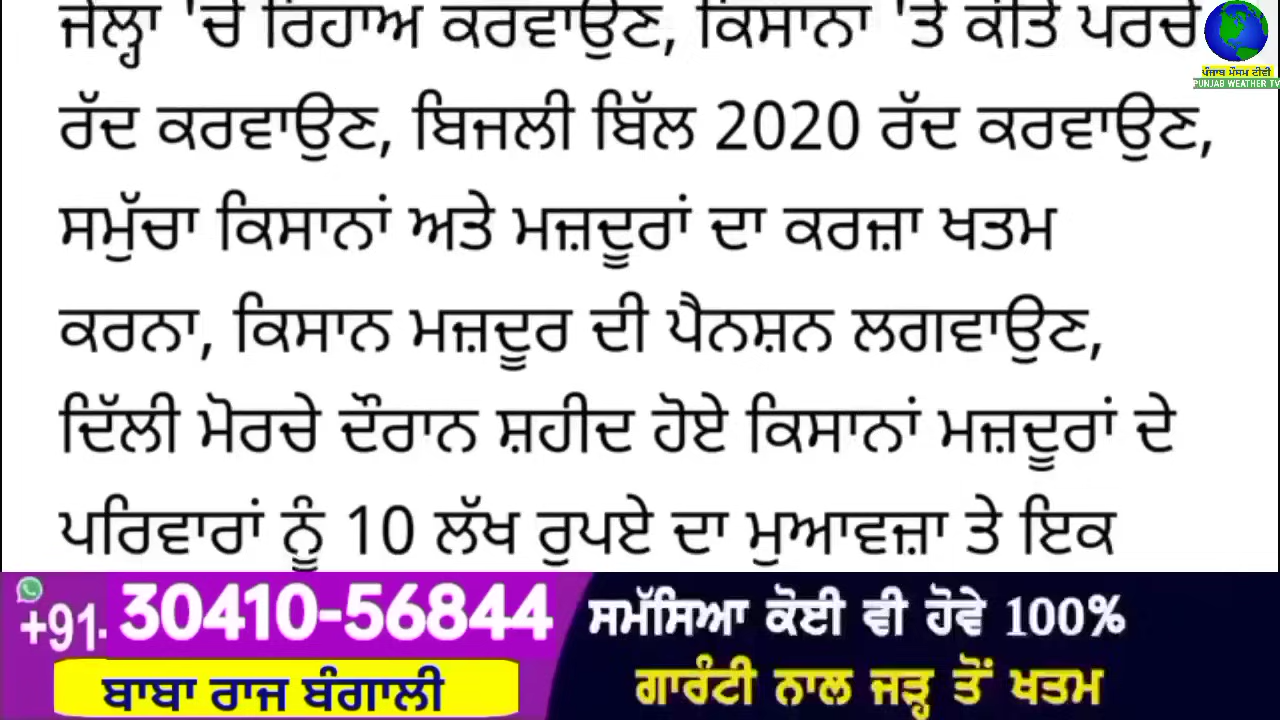 ਜੇਲ੍ਹਾਂ 'ਚੋਂ ਰਿਹਾਅ ਕਰਵਾਉਣ, ਕਿਸਾਨਾਂ 'ਤੇ ਕੀਤੇ ਪਰਚੇ
ਰੱਦ ਕਰਵਾਉਣ, ਬਿਜਲੀ ਬਿੱਲ 2020 ਰੱਦ ਕਰਵਾਉਣ,
ਸਮੁੱਚਾ ਕਿਸਾਨਾਂ ਅਤੇ ਮਜ਼ਦੂਰਾਂ ਦਾ ਕਰਜ਼ਾ ਖਤਮ
ਕਰਨਾ, ਕਿਸਾਨ ਮਜ਼ਦੂਰ ਦੀ ਪੈਨਸ਼ਨ ਲਗਵਾਉਣ,
ਦਿੱਲੀ ਮੋਰਚੇ ਦੌਰਾਨ ਸ਼ਹੀਦ ਹੋਏ ਕਿਸਾਨਾਂ ਮਜ਼ਦੂਰਾਂ ਦੇ
ਪਰਿਵਾਰਾਂ ਨੂੰ 10 ਲੱਖ ਰੁਪਏ ਦਾ ਮੁਆਵਜ਼ਾ ਤੇ ਇਕ
ਪੰਜਾਬ ਮੌਸਮ ਟੀਵੀ
PUNJAB WEATHER TV
+91- 30410-56844
ਬਾਬਾ ਰਾਜ ਬੰਗਾਲੀ
ਸਮੱਸਿਆ ਕੋਈ ਵੀ ਹੋਵੇ 100%
ਗਾਰੰਟੀ ਨਾਲ ਜੜ੍ਹ ਤੋਂ ਖਤਮ